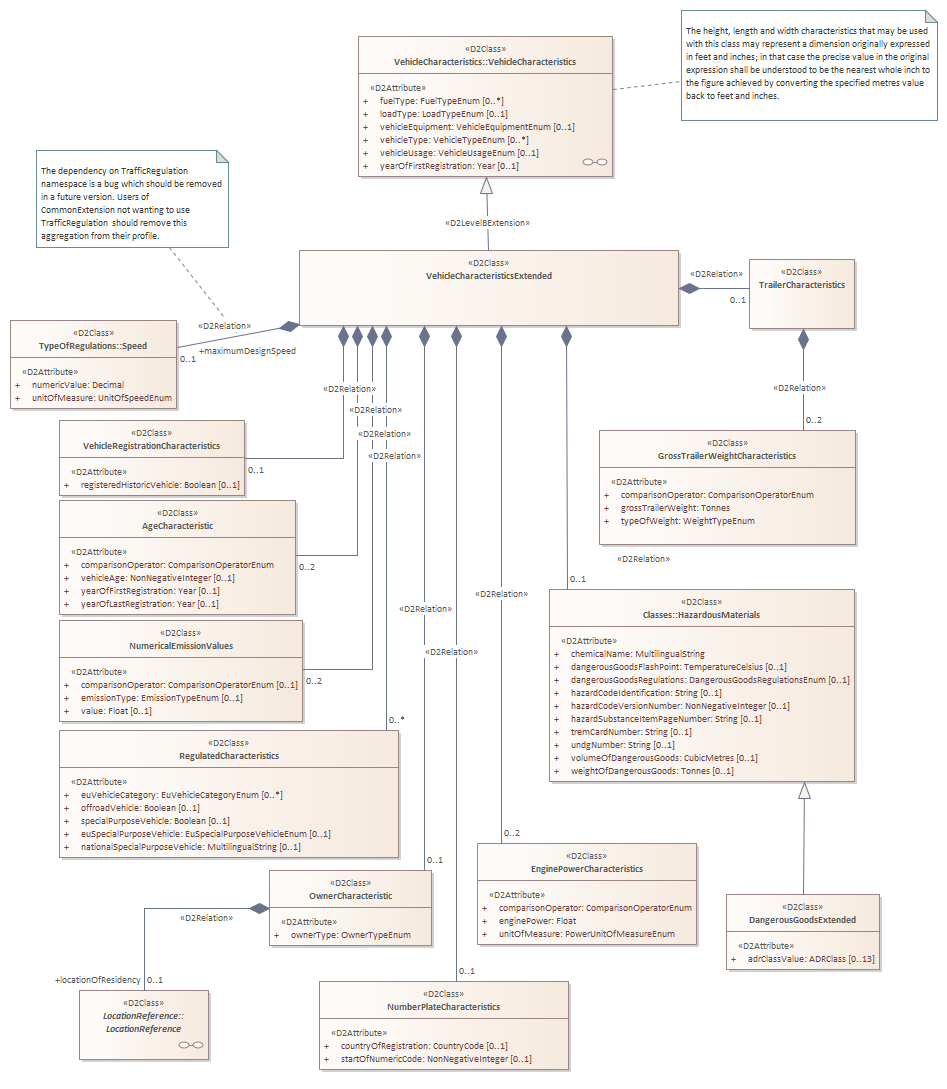 The height, length and width characteristics that may be used
with this class may represent a dimension originally expressed
in feet and inches; in that case the precise value in the original
expression shall be understood to be the nearest whole inch to
the figure achieved by converting the specified metres value
back to feet and inches.
«D2Class»
VehicleCharacteristics::VehicleCharacteristics
«D2Attribute»
+ fuelType: FuelTypeEnum [0..*]
+ loadType: LoadTypeEnum [0..1]
+ vehicleEquipment: VehicleEquipmentEnum [0..1]
+ vehicleType: VehicleTypeEnum [0..*]
+ vehicleUsage: VehicleUsageEnum [0..1]
+ yearOfFirstRegistration: Year [0..1]
The dependency on TrafficRegulation
namespace is a bug which should be removed
in a future version. Users of
CommonExtension not wanting to use
TrafficRegulation should remove this
aggregation from their profile.
«D2LevelBExtension»
«D2Class»
VehicleCharacteristicsExtended
«D2Relation»
0..1
«D2Class»
TrailerCharacteristics
«D2Relation»
+maximumDesignSpeed
0..1
«D2Class»
TypeOfRegulations::Speed
«D2Attribute»
+ numericValue: Decimal
+ unitOfMeasure: UnitOfSpeedEnum
«D2Relation»
«D2Relation»
«D2Relation»
«D2Relation»
«D2Relation»
0..2
«D2Class»
VehicleRegistrationCharacteristics
«D2Attribute»
+ registeredHistoricVehicle: Boolean [0..1]
0..1
«D2Class»
GrossTrailerWeightCharacteristics
«D2Attribute»
+ comparisonOperator: ComparisonOperatorEnum
+ grossTrailerWeight: Tonnes
+ typeOfWeight: WeightTypeEnum
«D2Class»
AgeCharacteristic
«D2Attribute»
+ comparisonOperator: ComparisonOperatorEnum
+ vehicleAge: NonNegativeInteger [0..1]
+ yearOfFirstRegistration: Year [0..1]
+ yearOfLastRegistration: Year [0..1]
0..2
«D2Relation»
0..1
«D2Relation»
«D2Relation»
«D2Relation»
«D2Class»
Classes::HazardousMaterials
«D2Attribute»
+ chemicalName: MultilingualString
+ dangerousGoodsFlashPoint: TemperatureCelsius [0..1]
+ dangerousGoodsRegulations: DangerousGoodsRegulationsEnum [0..1]
+ hazardCodeIdentification: String [0..1]
+ hazardCodeVersionNumber: NonNegativeInteger [0..1]
+ hazardSubstanceItemPageNumber: String [0..1]
+ tremCardNumber: String [0..1]
+ undgNumber: String [0..1]
+ volumeOfDangerousGoods: CubicMetres [0..1]
+ weightOfDangerousGoods: Tonnes [0..1]
«D2Class»
NumericalEmissionValues
«D2Attribute»
+ comparisonOperator: ComparisonOperatorEnum [0..1]
+ emissionType: EmissionTypeEnum [0..1]
+ value: Float [0..1]
0..2
0..*
«D2Class»
RegulatedCharacteristics
«D2Attribute»
+ euVehicleCategory: EuVehicleCategoryEnum [0..*]
+ offroadVehicle: Boolean [0..1]
+ specialPurposeVehicle: Boolean [0..1]
+ euSpecialPurposeVehicle: EuSpecialPurposeVehicleEnum [0..1]
+ nationalSpecialPurposeVehicle: MultilingualString [0..1]
0..2
0..1
«D2Class»
EnginePowerCharacteristics
«D2Attribute»
+ comparisonOperator: ComparisonOperatorEnum
+ enginePower: Float
+ unitOfMeasure: PowerUnitOfMeasureEnum
«D2Class»
OwnerCharacteristic
«D2Attribute»
+ ownerType: OwnerTypeEnum
«D2Relation»
«D2Class»
DangerousGoodsExtended
«D2Attribute»
+ adrClassValue: ADRClass [0..13]
+locationOfResidency
0..1
0..1
«D2Class»
LocationReference::
LocationReference
«D2Class»
NumberPlateCharacteristics
«D2Attribute»
+ countryOfRegistration: CountryCode [0..1]
+ startOfNumericCode: NonNegativeInteger [0..1]